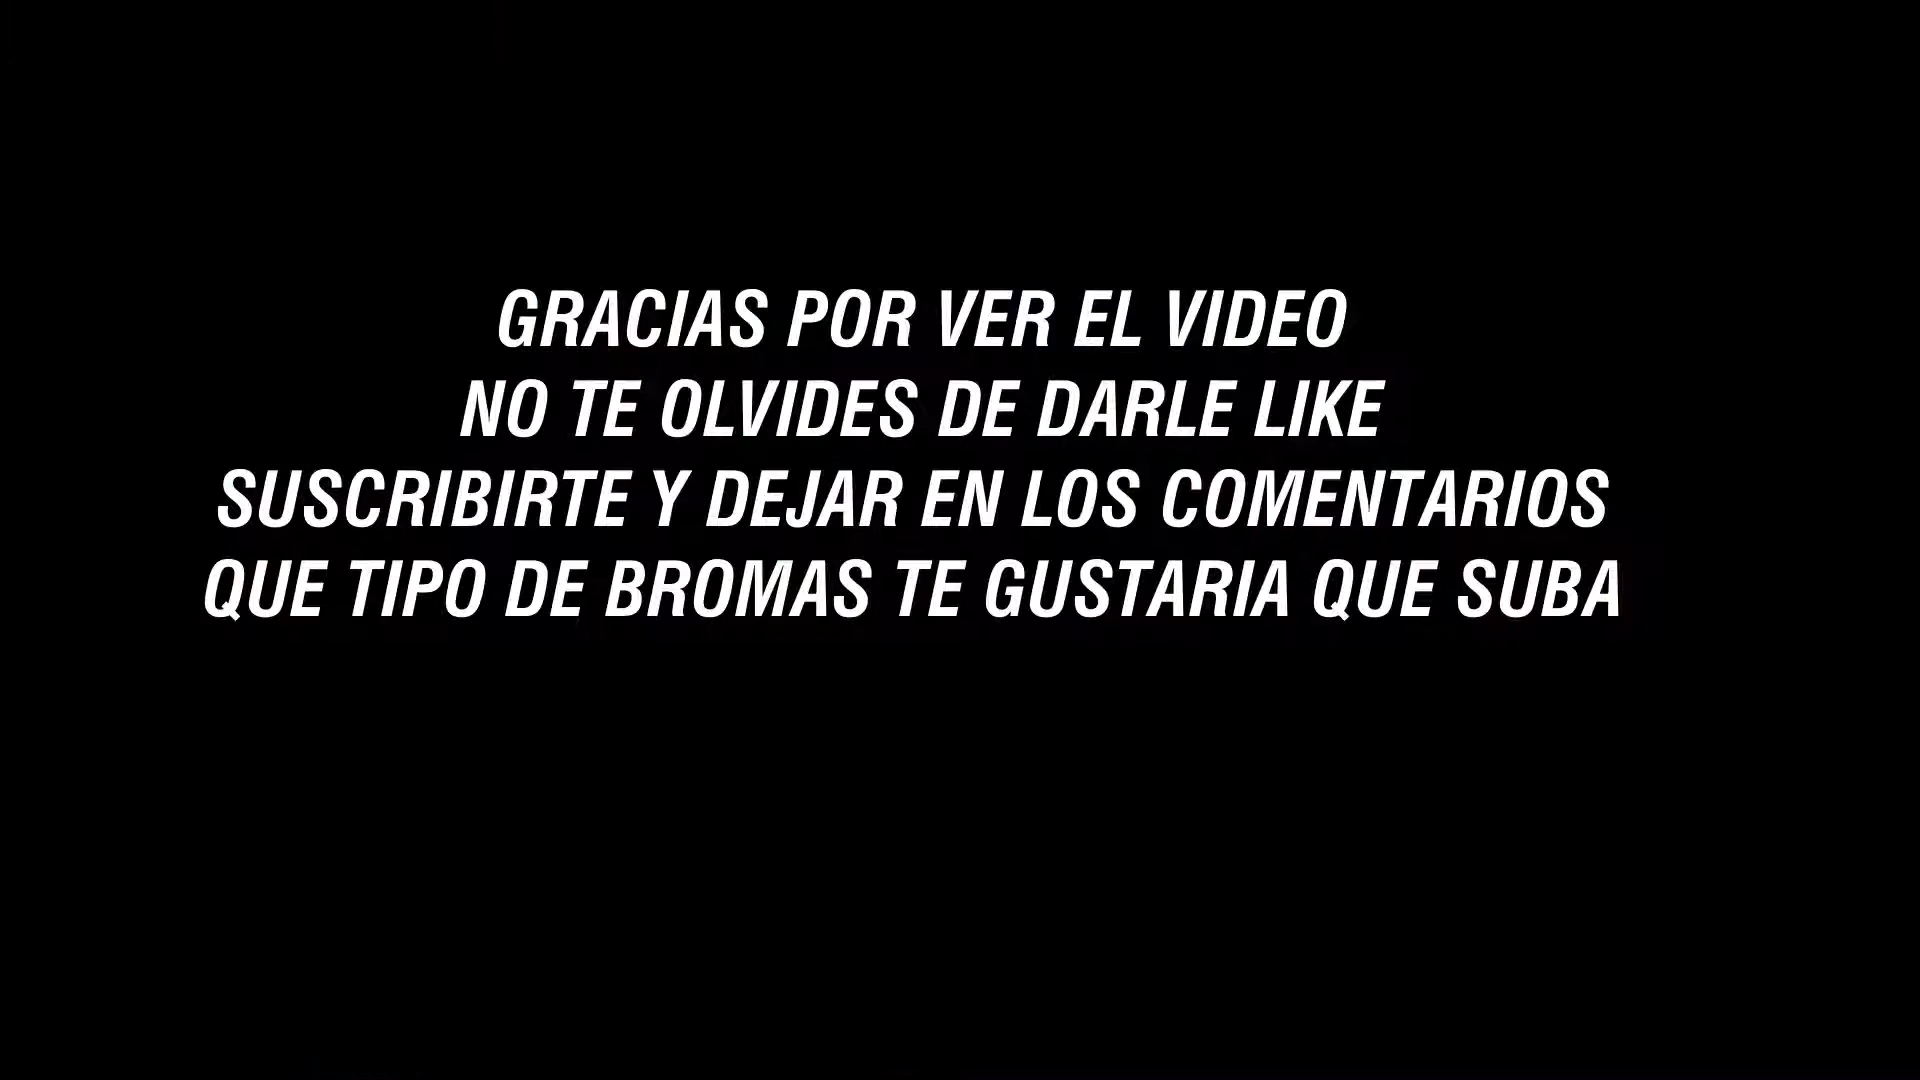 GRACIAS POR VER EL VIDEO
NO TE OLVIDES DE DARLE LIKE
SUSCRIBIRTE Y DEJAR EN LOS COMENTARIOS
QUE TIPO DE BROMAS TE GUSTARIA QUE SUBA